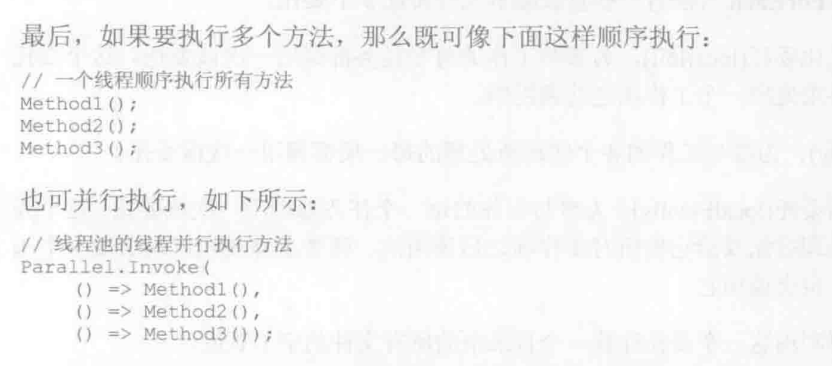 最后，如果要执行多个方法，那么既可像下面这样顺序执行：
// 一个线程顺序执行所有方法
Method1();
Method2();
Method3();
也可并行执行，如下所示：
// 线程池的线程并行执行方法
Parallel.Invoke(
() => Method1(),
() => Method2(),
() => Method3());